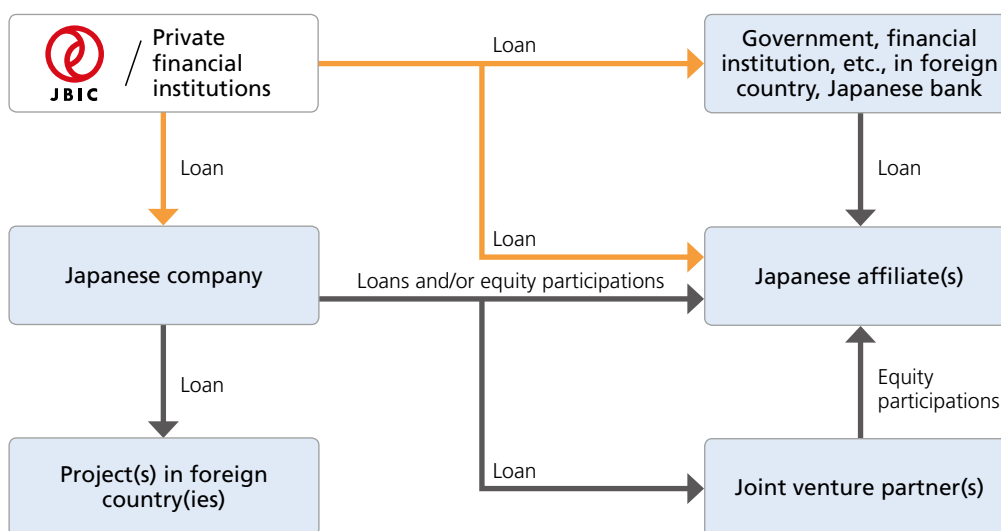 JBIC
Private
financial
institutions
Loan
Government, financial
institution, etc., in foreign
country, Japanese bank
Loan
Loan
Loan
Japanese company
Loans and/or equity participations
Japanese affiliate(s)
Loan
Equity
participations
Project(s) in foreign
country(ies)
Loan
Joint venture partner(s)